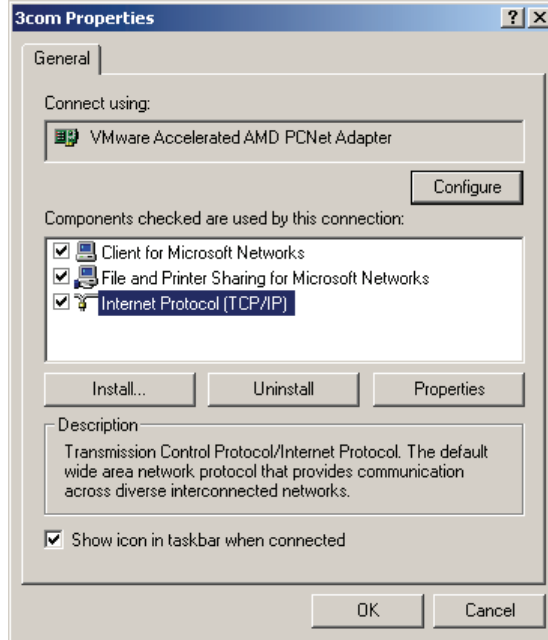 3com Properties
General
Connect using:
VMware Accelerated AMD PCNet Adapter
Configure
Components checked are used by this connection:
Client for Microsoft Networks
File and Printer Sharing for Microsoft Networks
Internet Protocol (TCP/IP)
Install... Uninstall Properties
Description
Transmission Control Protocol/Internet Protocol. The default
wide area network protocol that provides communication
across diverse interconnected networks.
Show icon in taskbar when connected
OK Cancel